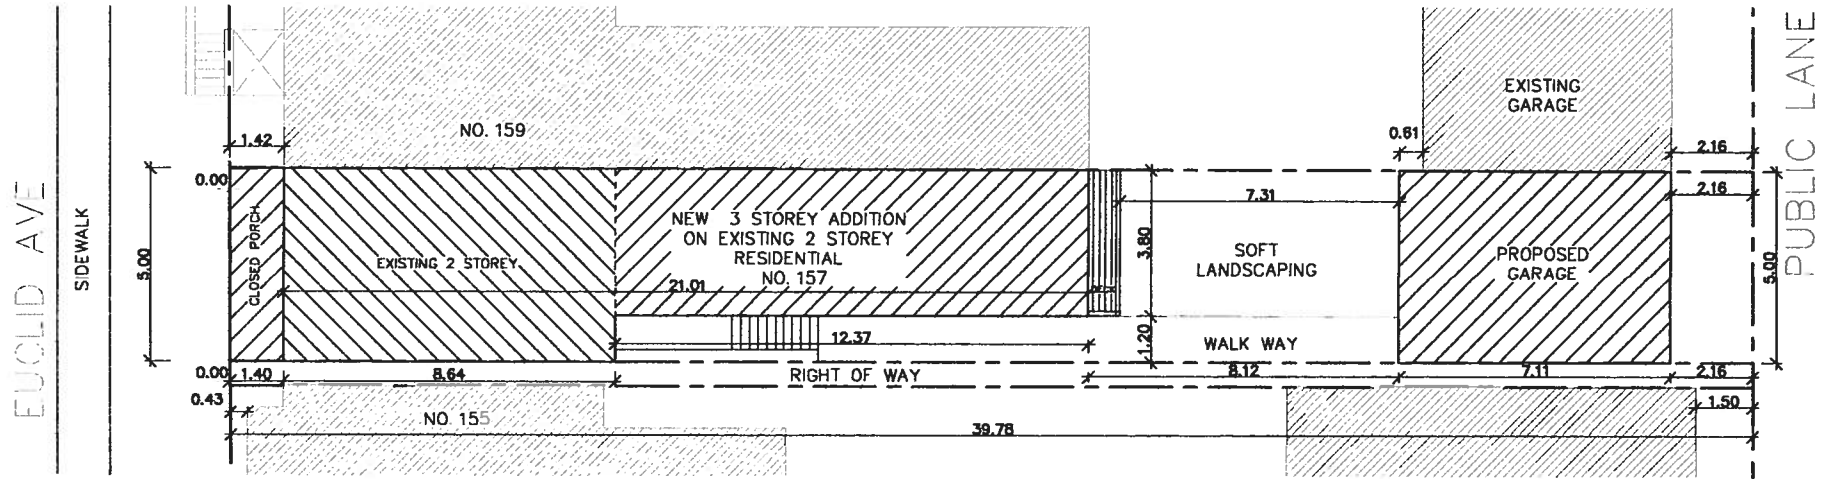 EUCLID AVE
SIDEWALK
NO. 159
1.42
0.00
5.00
CLOSED PORCH
EXISTING 2 STOREY
NEW 3 STOREY ADDITION
ON EXISTING 2 STOREY
RESIDENTIAL
NO. 157
21.01
12.37
3.80
1.20
7.31
SOFT
LANDSCAPING
WALK WAY
EXISTING
GARAGE
0.61
2.16
2.16
PROPOSED
GARAGE
5.00
PUBLIC LANE
0.00
1.40
8.64
RIGHT OF WAY
8.12
7.11
2.16
0.43
NO. 155
1.50
39.78